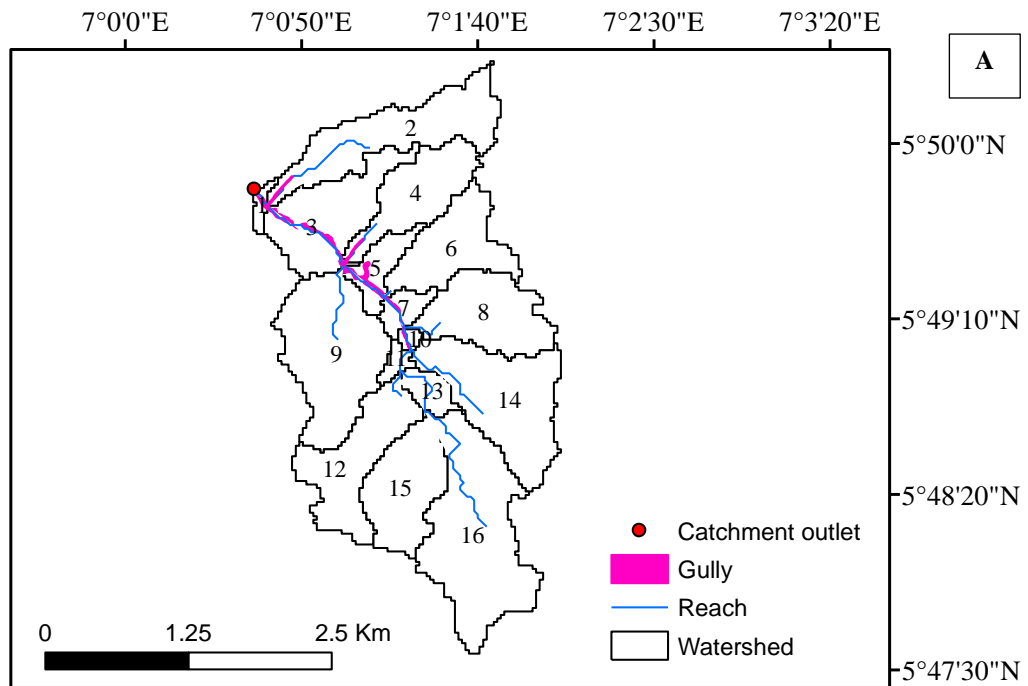 7°0'0"E 7°0'50"E 7°1'40"E 7°2'30"E 7°3'20"E
A
2
5°50'0"N
4
1
3
6
5
7
8
5°49'10"N
10
9
11
13
14
12
15
5°48'20"N
16
Catchment outlet
Gully
Reach
Watershed
0 1.25 2.5 Km
5°47'30"N